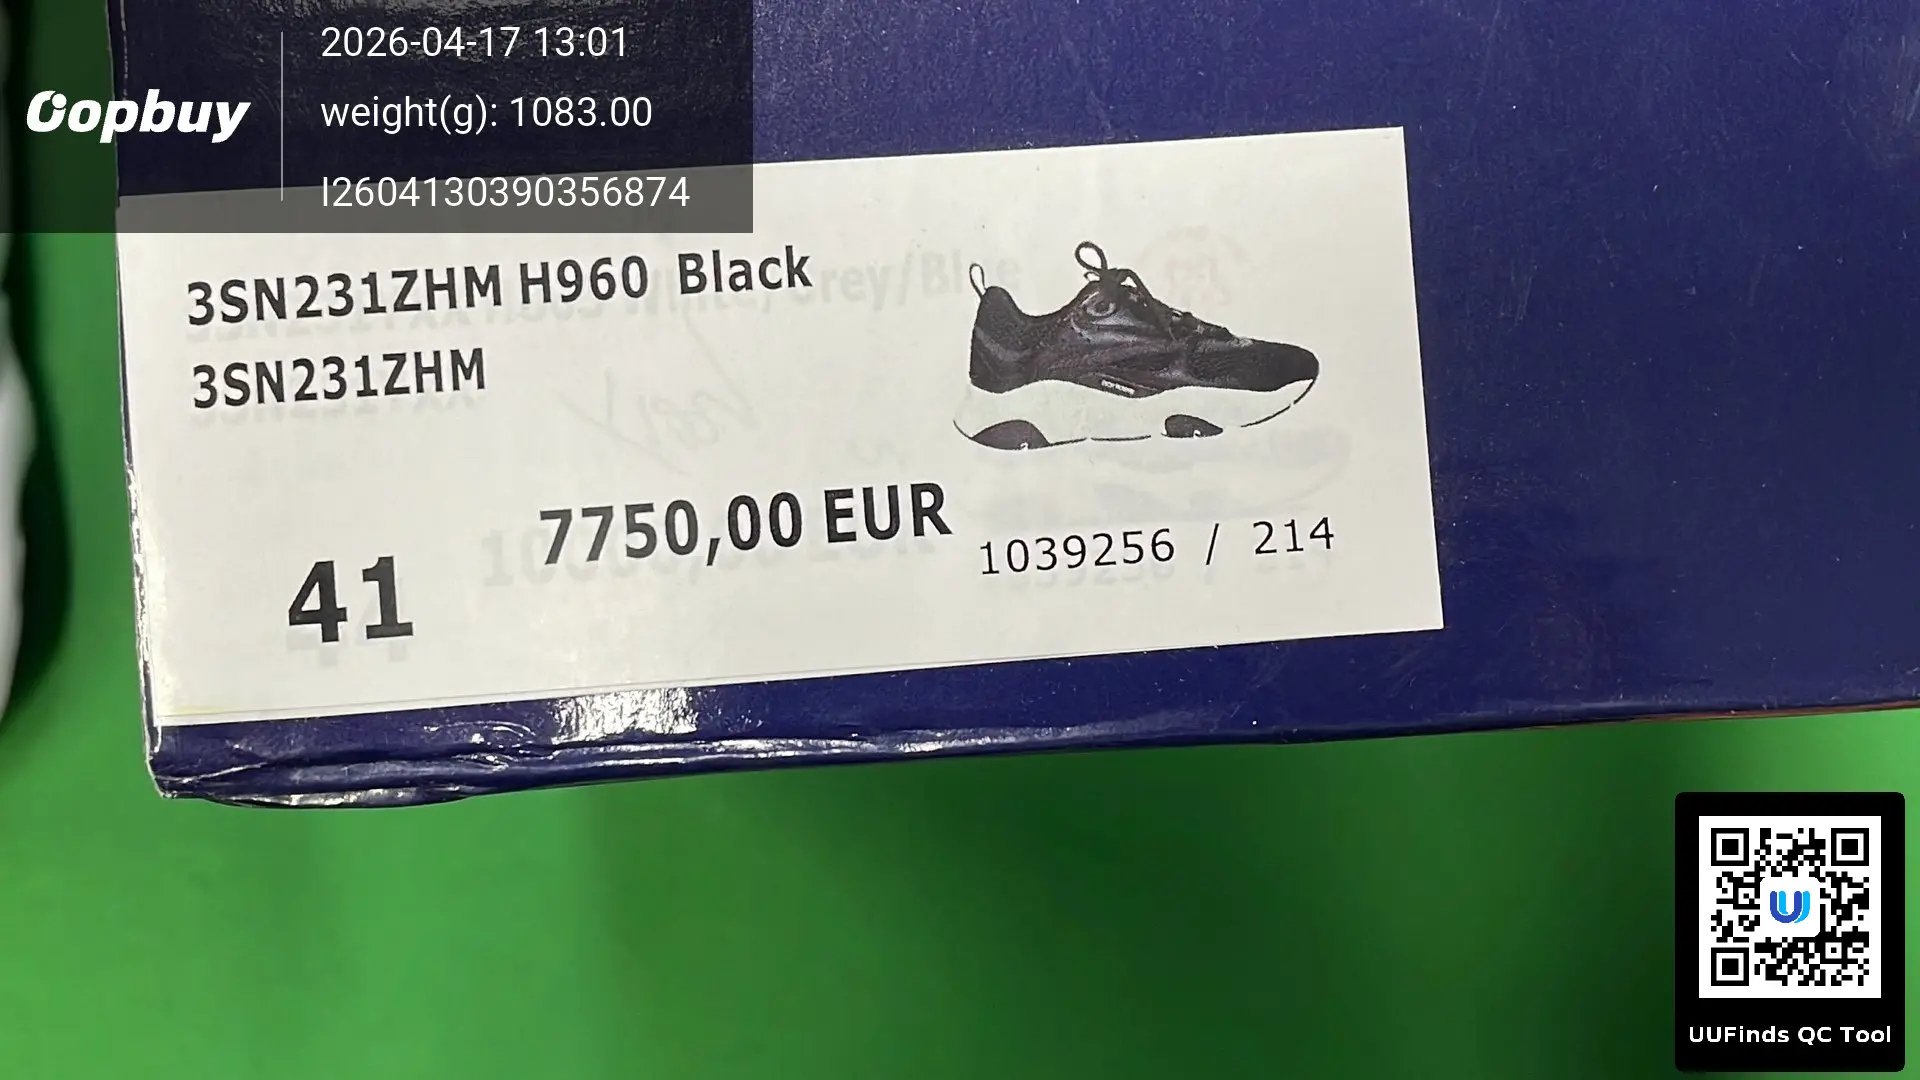 2026-04-17 13:01
Oopbuy
weight(g): 1083.00
I2604130390356874
3SN231ZHM H960 Black
3SN231ZHM
7750,00 EUR
1039256 / 214
41
UUFinds QC Tool